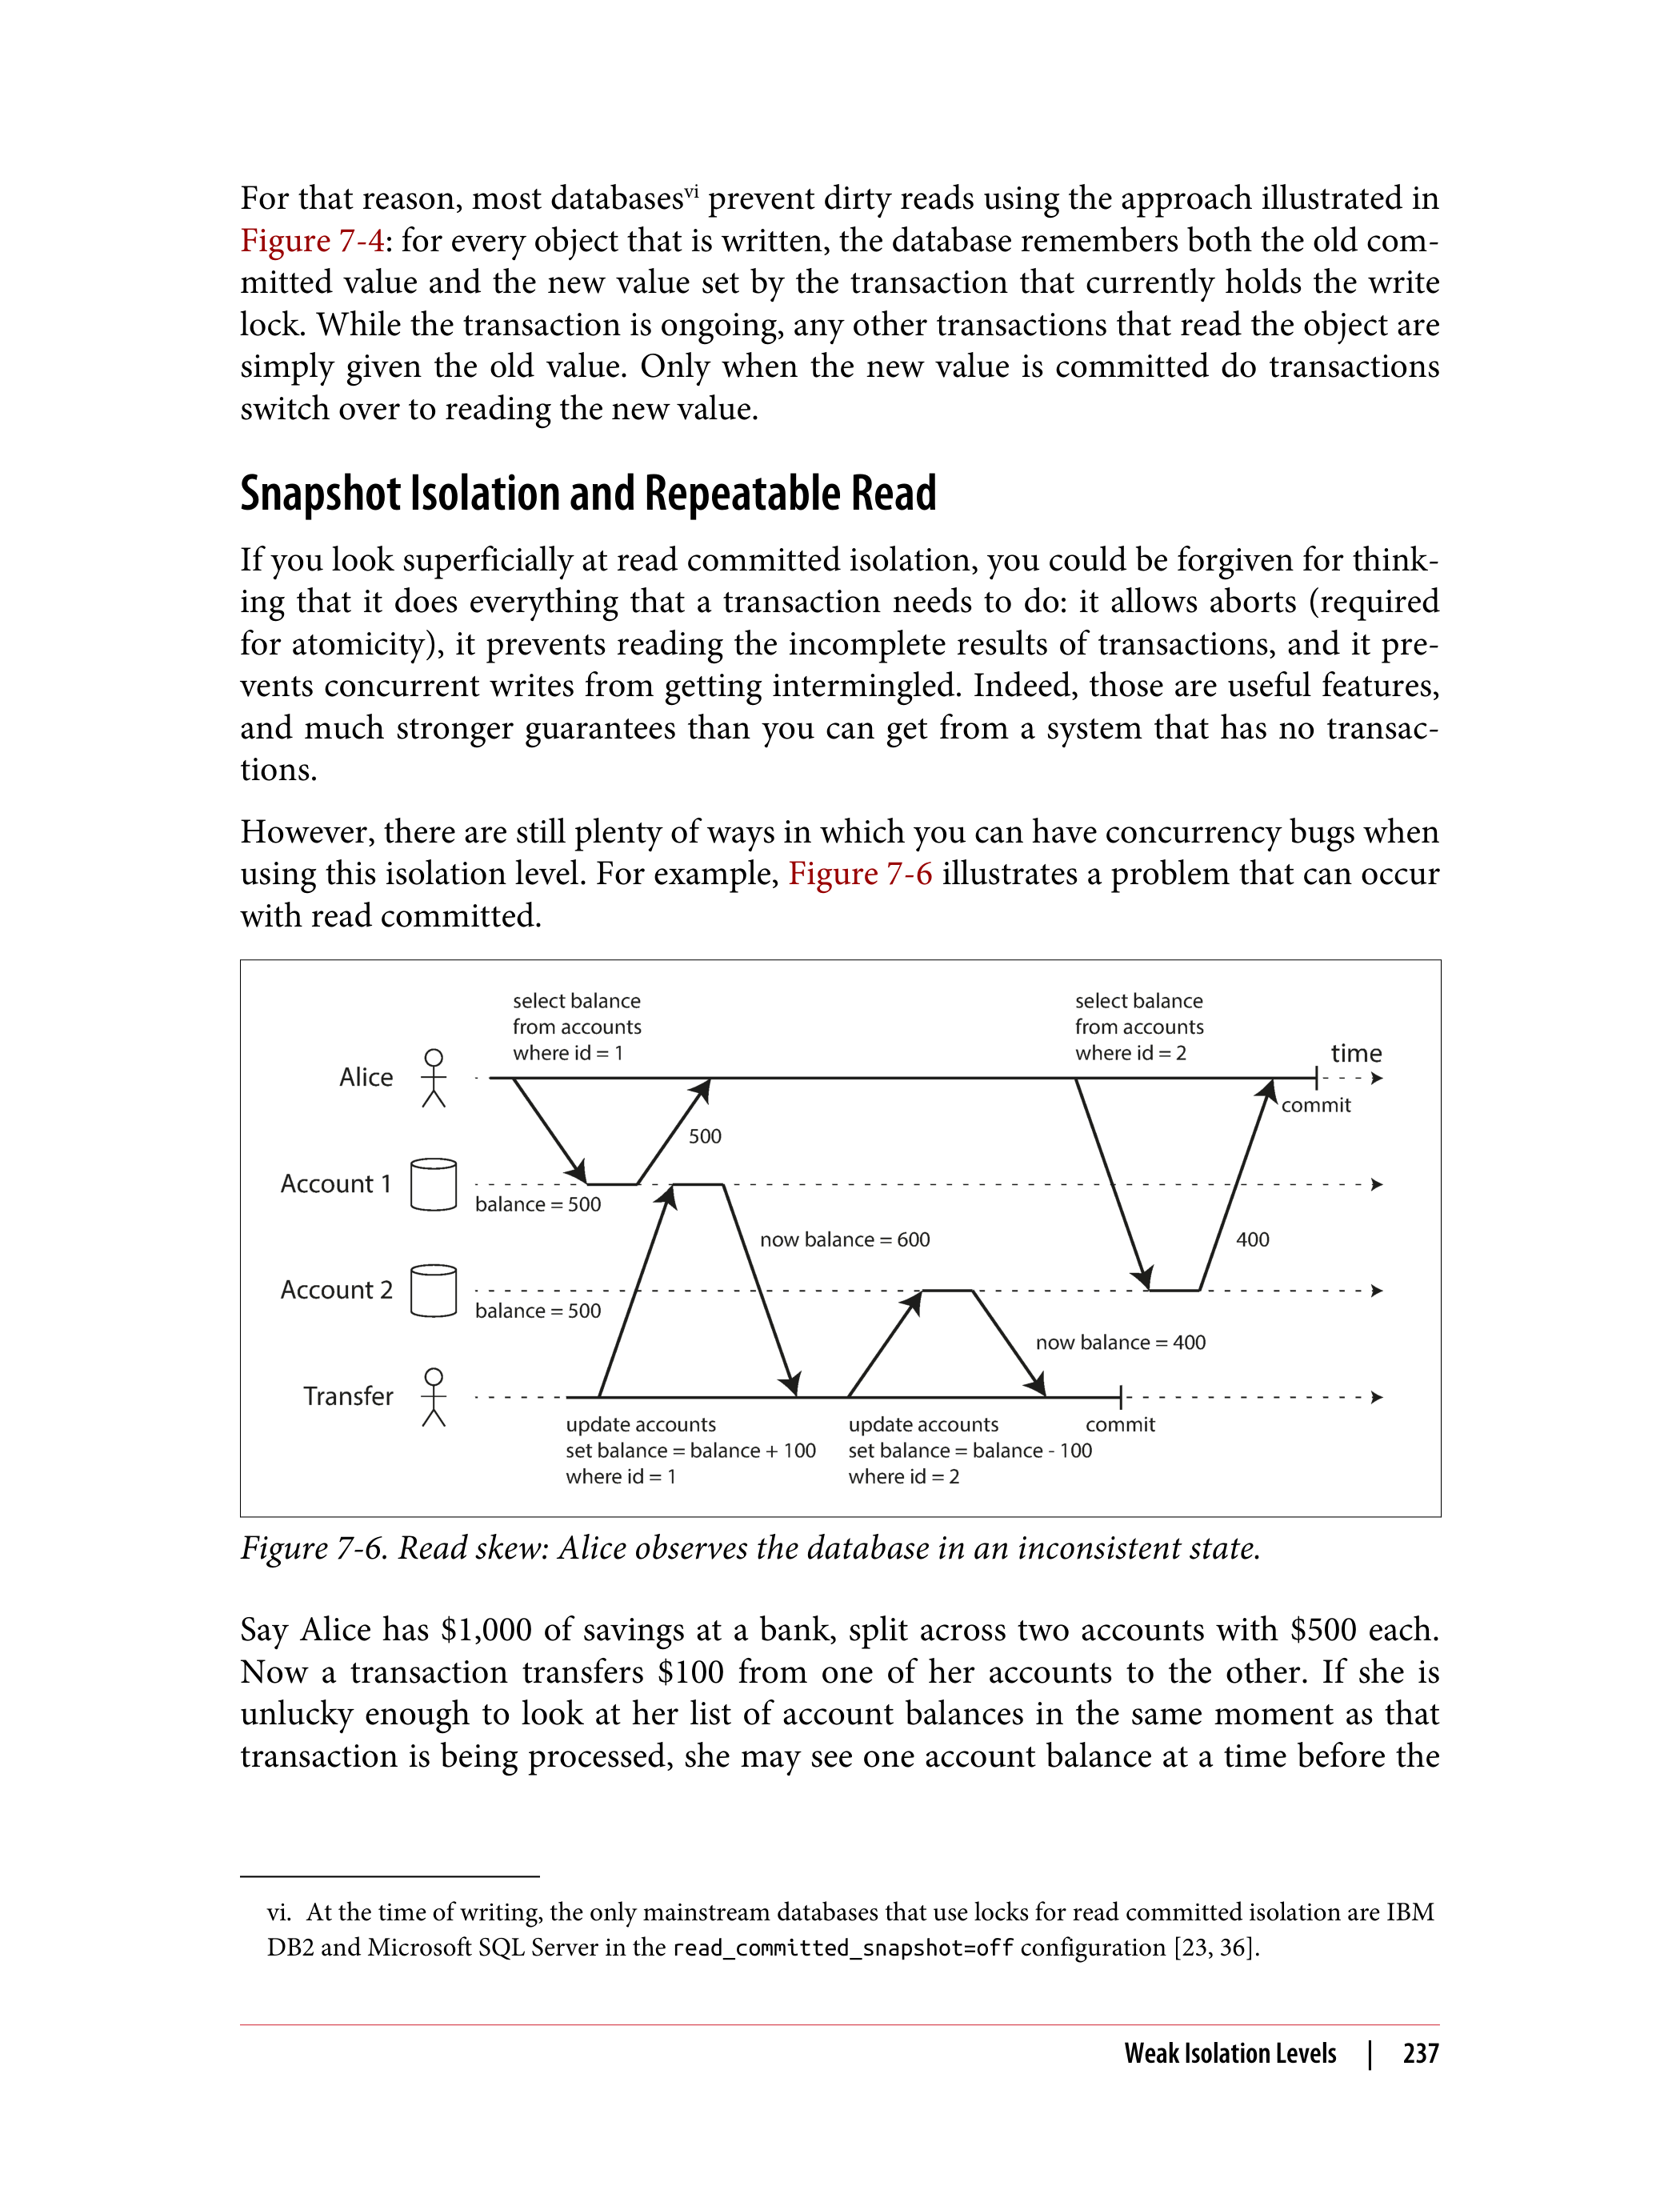 For that reason, most databasesvi prevent dirty reads using the approach illustrated in
Figure 7-4: for every object that is written, the database remembers both the old com-
mitted value and the new value set by the transaction that currently holds the write
lock. While the transaction is ongoing, any other transactions that read the object are
simply given the old value. Only when the new value is committed do transactions
switch over to reading the new value.
Snapshot Isolation and Repeatable Read
If you look superficially at read committed isolation, you could be forgiven for think-
ing that it does everything that a transaction needs to do: it allows aborts (required
for atomicity), it prevents reading the incomplete results of transactions, and it pre-
vents concurrent writes from getting intermingled. Indeed, those are useful features,
and much stronger guarantees than you can get from a system that has no transac-
tions.
However, there are still plenty of ways in which you can have concurrency bugs when
using this isolation level. For example, Figure 7-6 illustrates a problem that can occur
with read committed.
select balance
from accounts
where id = 1
select balance
from accounts
where id = 2
time
Alice
commit
500
Account 1
balance = 500
now balance = 600
400
Account 2
balance = 500
now balance = 400
Transfer
update accounts
set balance = balance + 100
where id = 1
update accounts
set balance = balance - 100
where id = 2
commit
Figure 7-6. Read skew: Alice observes the database in an inconsistent state.
Say Alice has $1,000 of savings at a bank, split across two accounts with $500 each.
Now a transaction transfers $100 from one of her accounts to the other. If she is
unlucky enough to look at her list of account balances in the same moment as that
transaction is being processed, she may see one account balance at a time before the
vi. At the time of writing, the only mainstream databases that use locks for read committed isolation are IBM
DB2 and Microsoft SQL Server in the read_committed_snapshot=off configuration [23, 36].
Weak Isolation Levels | 237